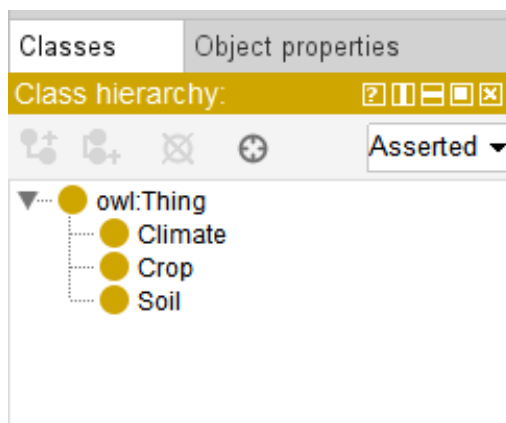 Classes Object properties
Class hierarchy:
Asserted
owl:Thing
Climate
Crop
Soil